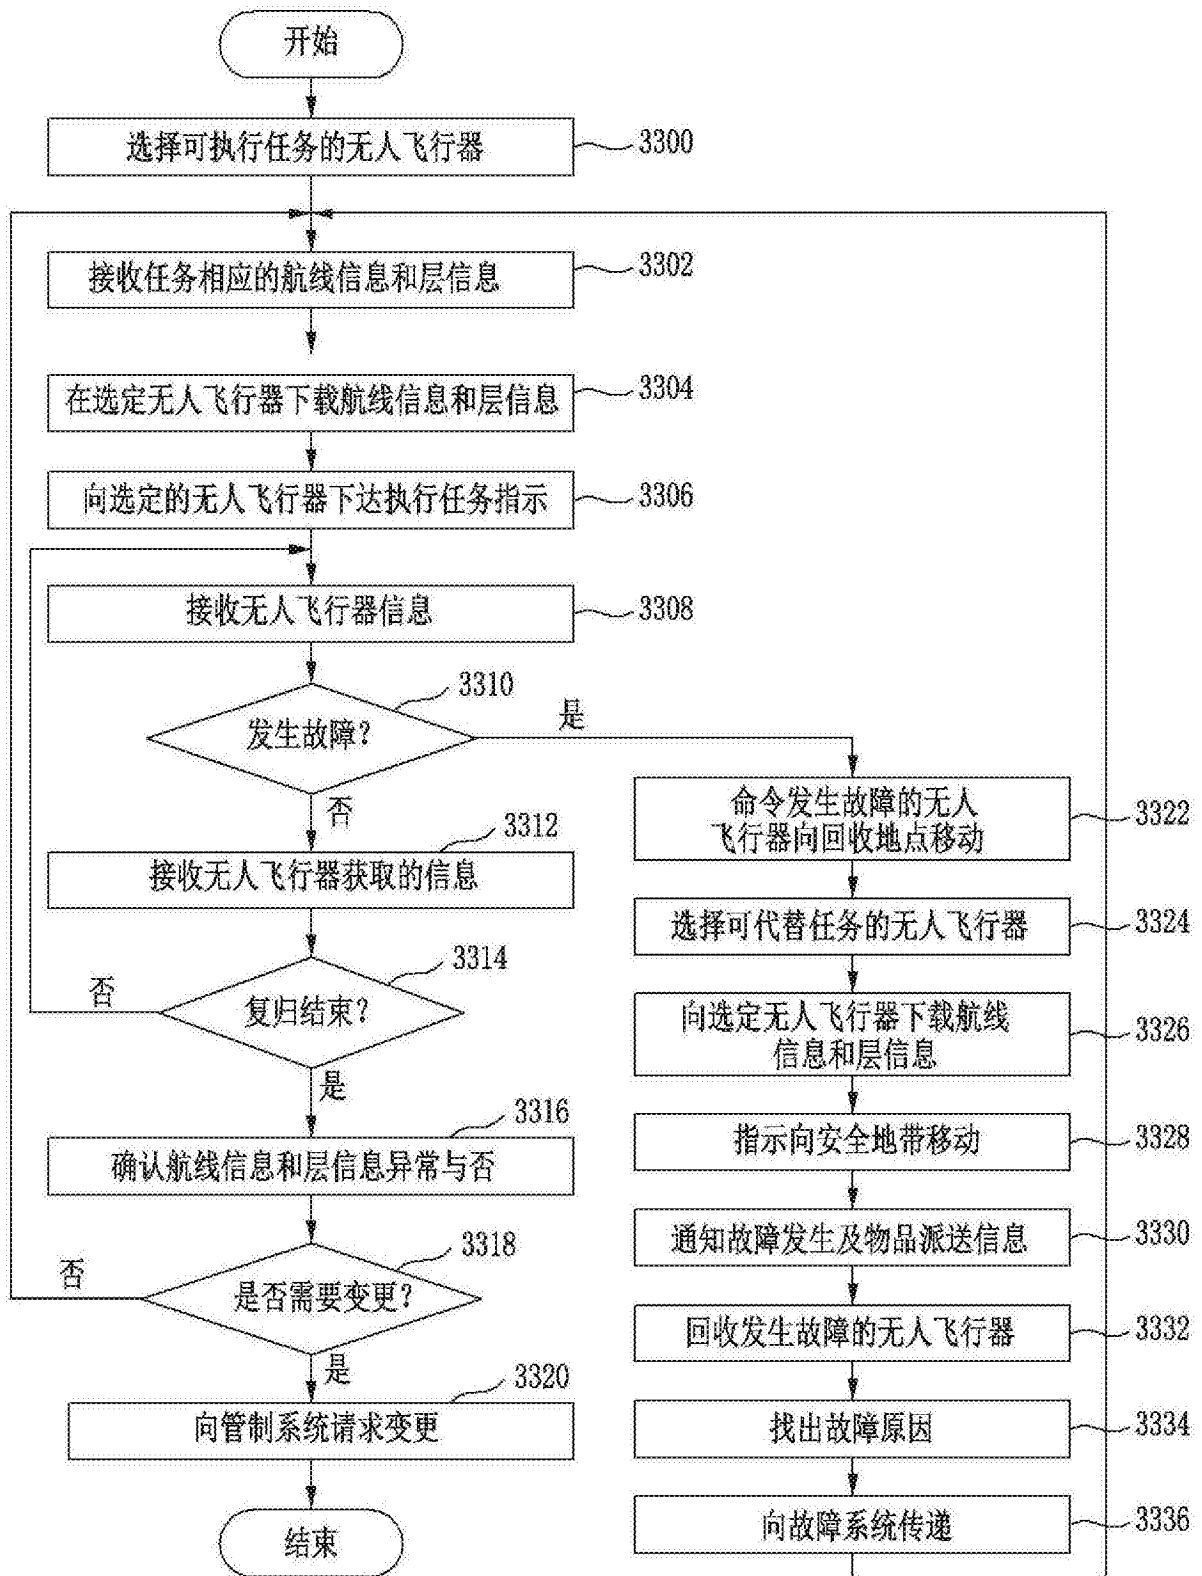 开始
选择可执行任务的无人飞行器
3300
接收任务相应的航线信息和层信息
3302
在选定无人飞行器下载航线信息和层信息
3304
向选定的无人飞行器下达执行任务指示
3306
接收无人飞行器信息
3308
发生故障?
3310
是
否
接收无人飞行器获取的信息
3312
复归结束?
3314
否
是
确认航线信息和层信息异常与否
3316
是否需要变更?
3318
否
是
向管制系统请求变更
3320
结束
命令发生故障的无人
飞行器向回收地点移动
3322
选择可代替任务的无人飞行器
3324
向选定无人飞行器下载航线
信息和层信息
3326
指示向安全地带移动
3328
通知故障发生及物品派送信息
3330
回收发生故障的无人飞行器
3332
找出故障原因
3334
向故障系统传递
3336